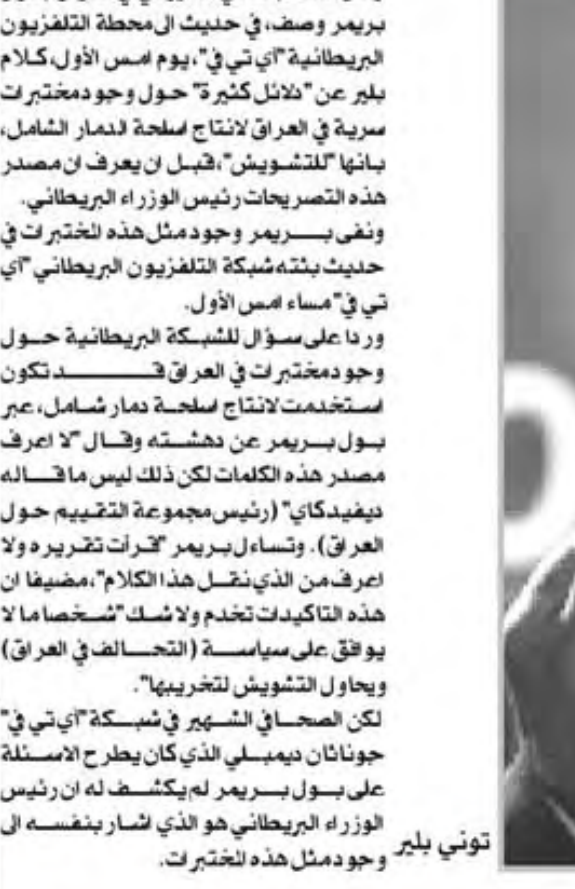 بريمر وصف، في حديث الى محطة التلفزيون
البريطانية "آي تي في"، يوم امس الأول، كلام
بلير عن "دلائل كثيرة" حول وجود مختبرات
سرية في العراق لانتاج اسلحة الدمار الشامل،
بانها "للتشويش"، قبل ان يعرف ان مصدر
هذه التصريحات رئيس الوزراء البريطاني.
ونفى بريمر وجود مثل هذه المختبرات في
حديث بثته شبكة التلفزيون البريطاني "آي
تي في" مساء امس الأول.
وردا على سؤال للشبكة البريطانية حول
وجود مختبرات في العراق قد تكون
استخدمت لانتاج اسلحة دمار شامل، عبر
بول بريمر عن دهشته وقال "لا اعرف
مصدر هذه الكلمات لكن ذلك ليس ما قاله
ديفيد كاي" (رئيس مجموعة التقييم حول
العراق). وتساءل بريمر "قرأت تقريره ولا
اعرف من الذي نقل هذا الكلام"، مضيفا ان
هذه التاكيدات تخدم ولا شك "شخصا ما لا
يوافق على سياسة (التحالف في العراق)
ويحاول التشويش لتخريبها".
لكن الصحافي الشهير في شبكة "آي تي في"
جوناثان ديمبلي الذي كان يطرح الاسئلة
على بول بريمر لم يكشف له ان رئيس
الوزراء البريطاني هو الذي اشار بنفسه الى
وجود مثل هذه المختبرات.
توني بلير